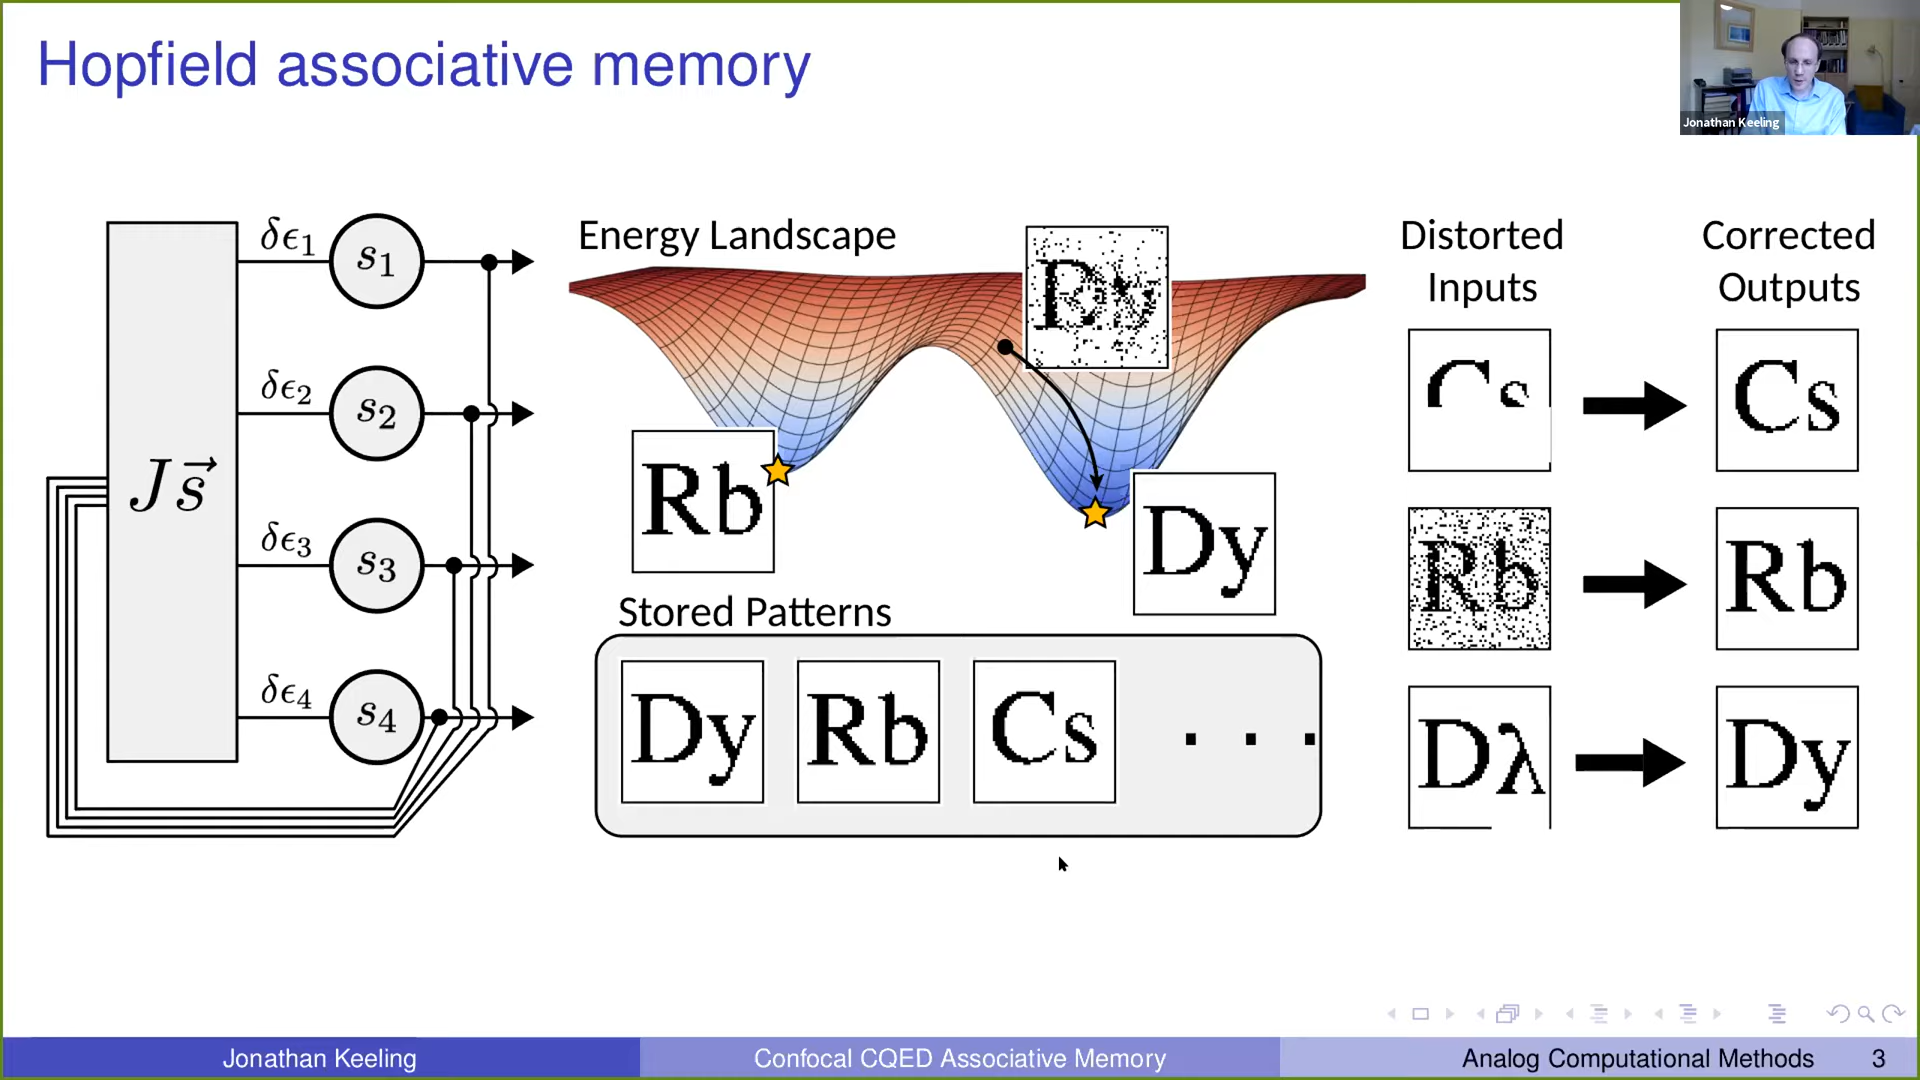 Hopfield associative memory
Jonathan Keeling
δϵ1 s1
δϵ2 s2
δϵ3 s3
δϵ4 s4
Js⃗
Energy Landscape
Dy
Rb
Dy
Stored Patterns
Dy Rb Cs . . .
Distorted
Inputs
Corrected
Outputs
Cs Cs
Rb Rb
Dλ Dy
Jonathan Keeling
Confocal CQED Associative Memory
Analog Computational Methods 3